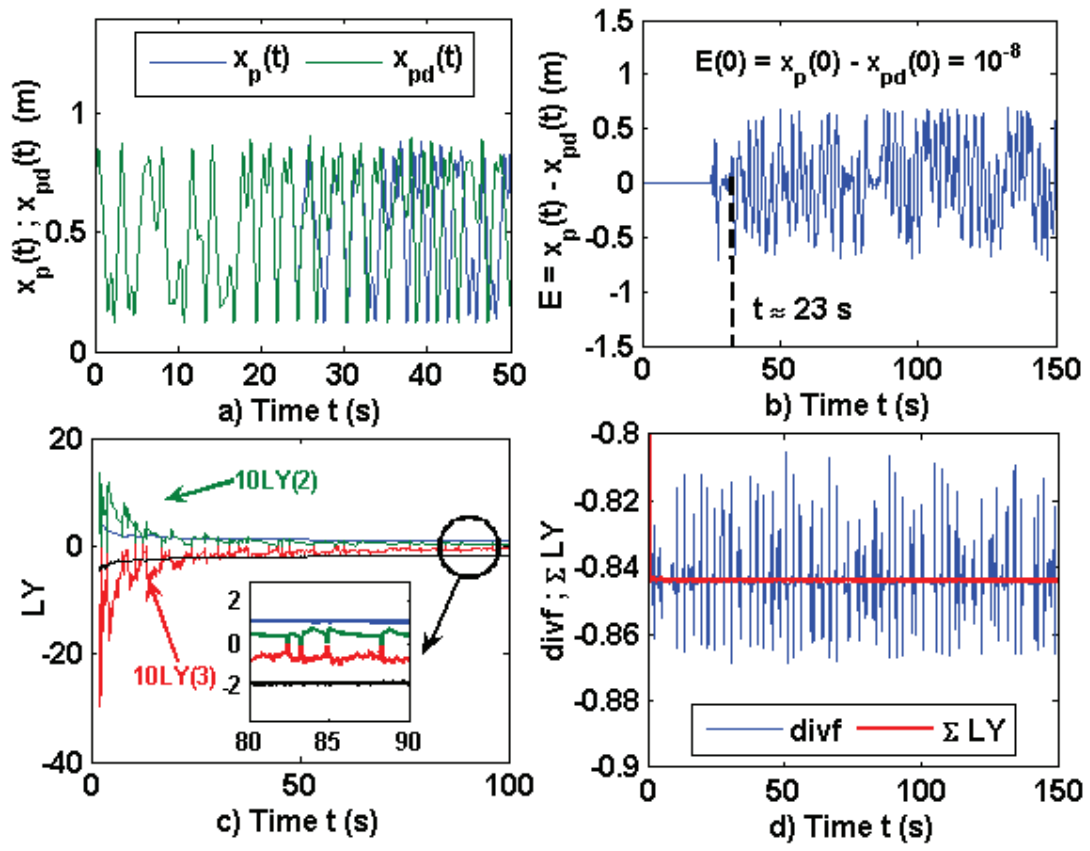 x_p(t) x_pd(t)
x_p(t) ; x_pd(t) (m)
1
0.5
0
0 10 20 30 40 50
a) Time t (s)
E(0) = x_p(0) - x_pd(0) = 10^-8
E = x_p(t) - x_pd(t) (m)
1.5
1
0.5
0
-0.5
-1
-1.5
t ≈ 23 s
0 50 100 150
b) Time t (s)
LY
20
0
-20
-40
10LY(2)
10LY(3)
2
0
-2
80 85 90
0 50 100
c) Time t (s)
divf ; Σ LY
-0.8
-0.82
-0.84
-0.86
-0.88
-0.9
divf Σ LY
0 50 100 150
d) Time t (s)